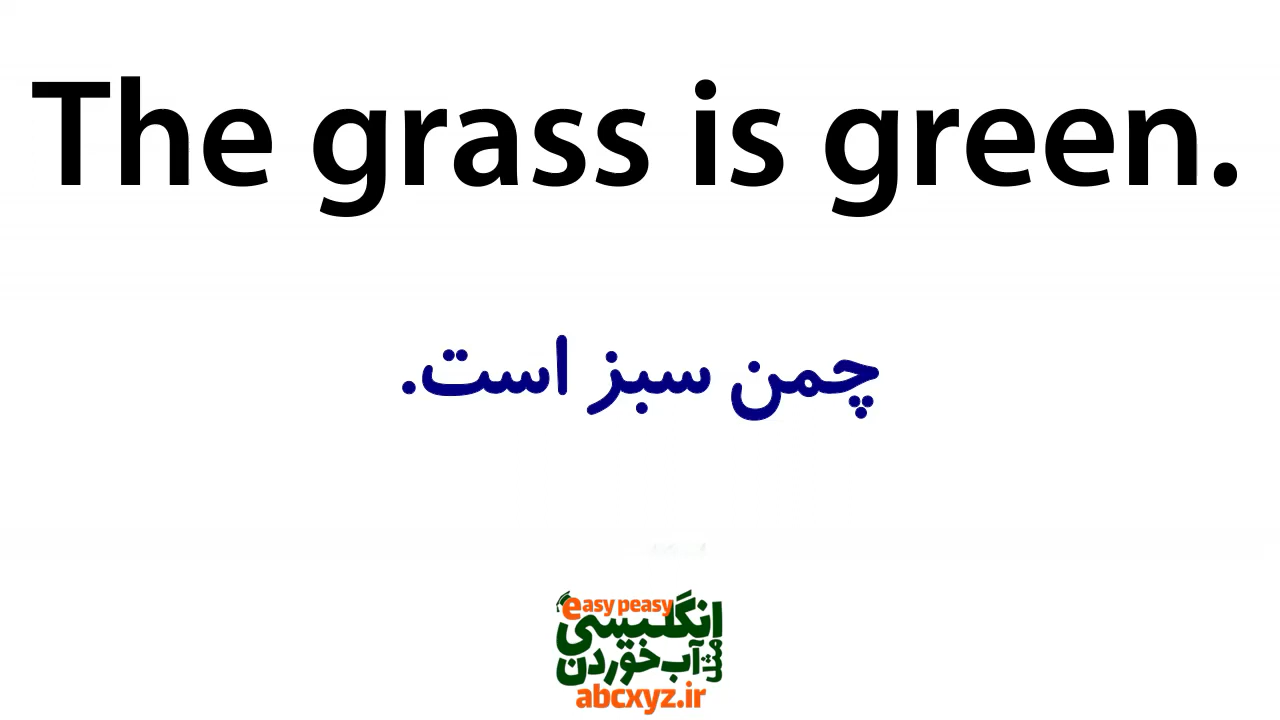 The grass is green.
چمن سبز است.
easy peasy
انگلیسی
مثل آب خوردن
abcxyz.ir